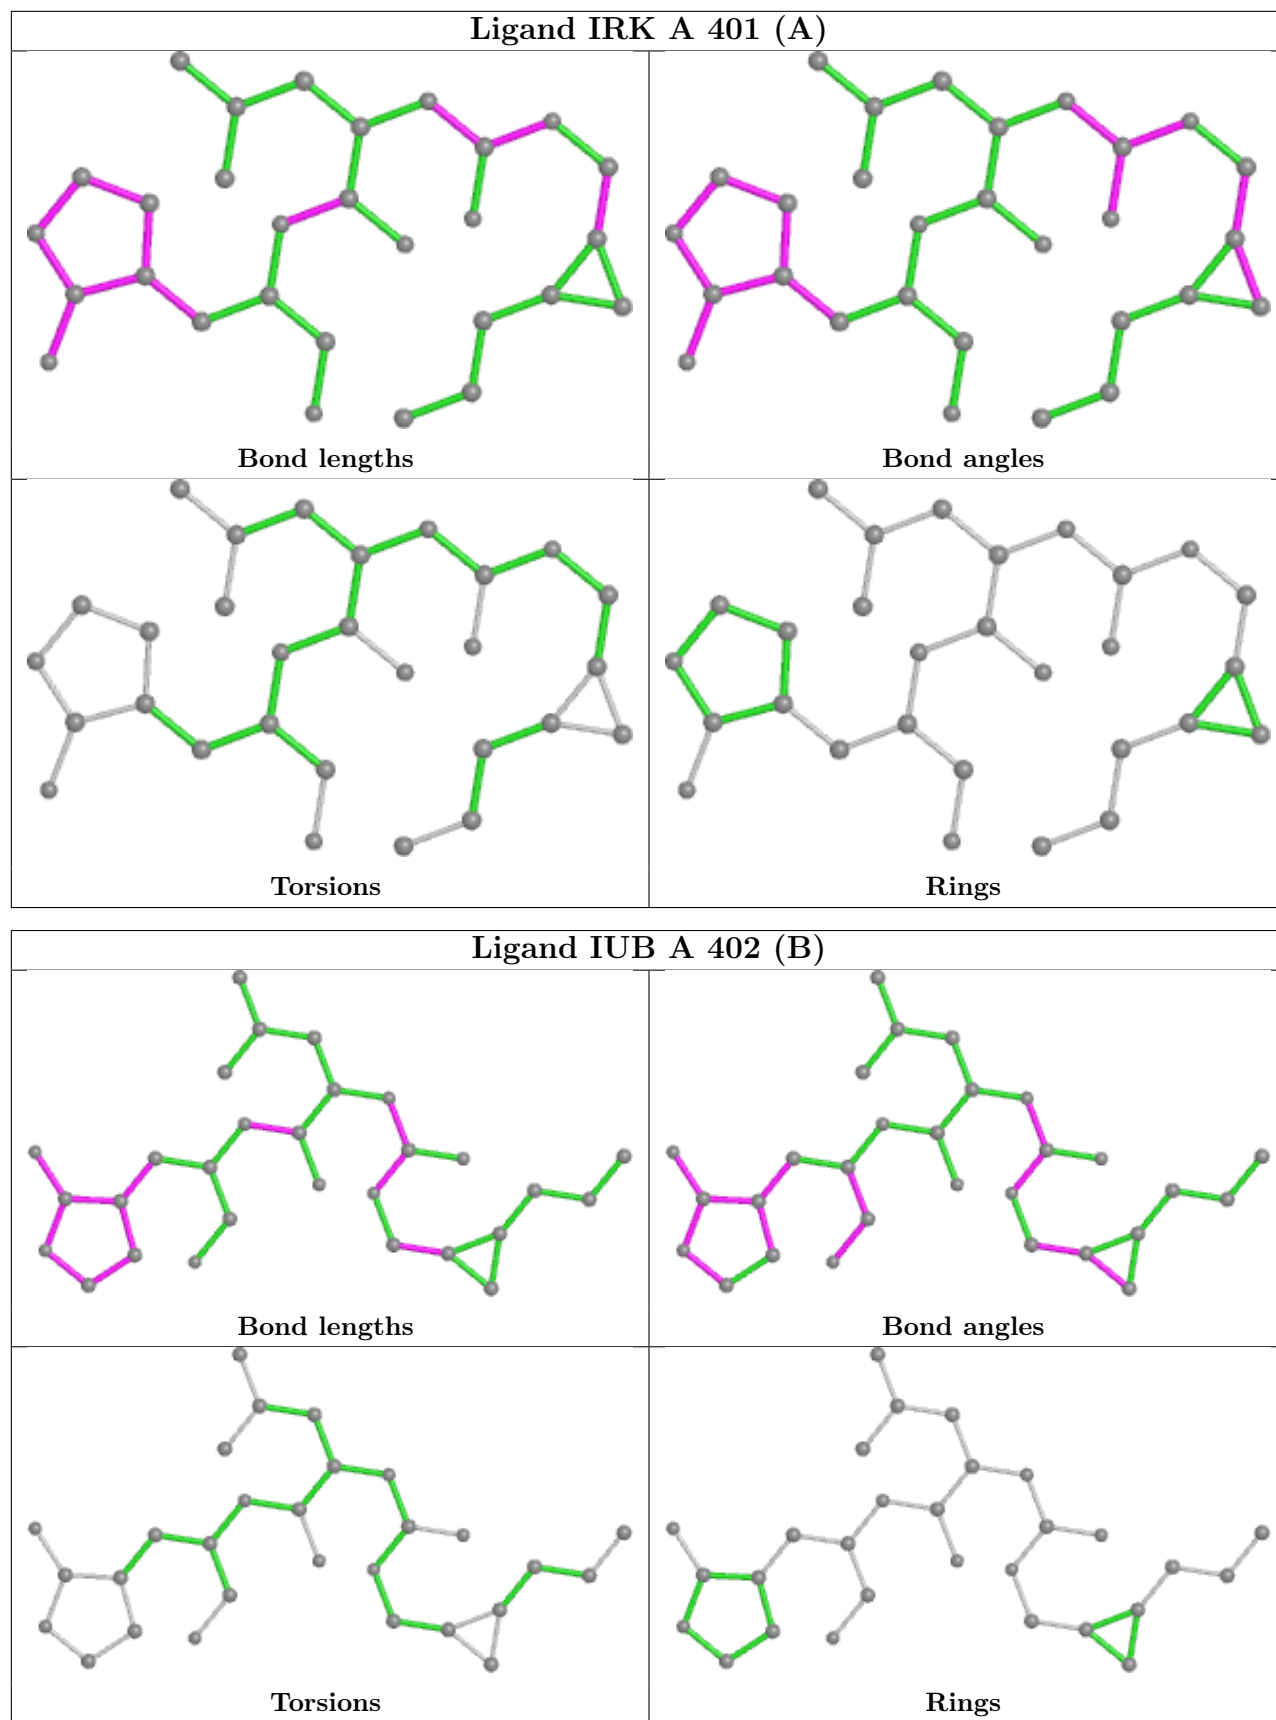 Ligand IRK A 401 (A)
Bond lengths
Bond angles
Torsions
Rings
Ligand IUB A 402 (B)
Bond lengths
Bond angles
Torsions
Rings